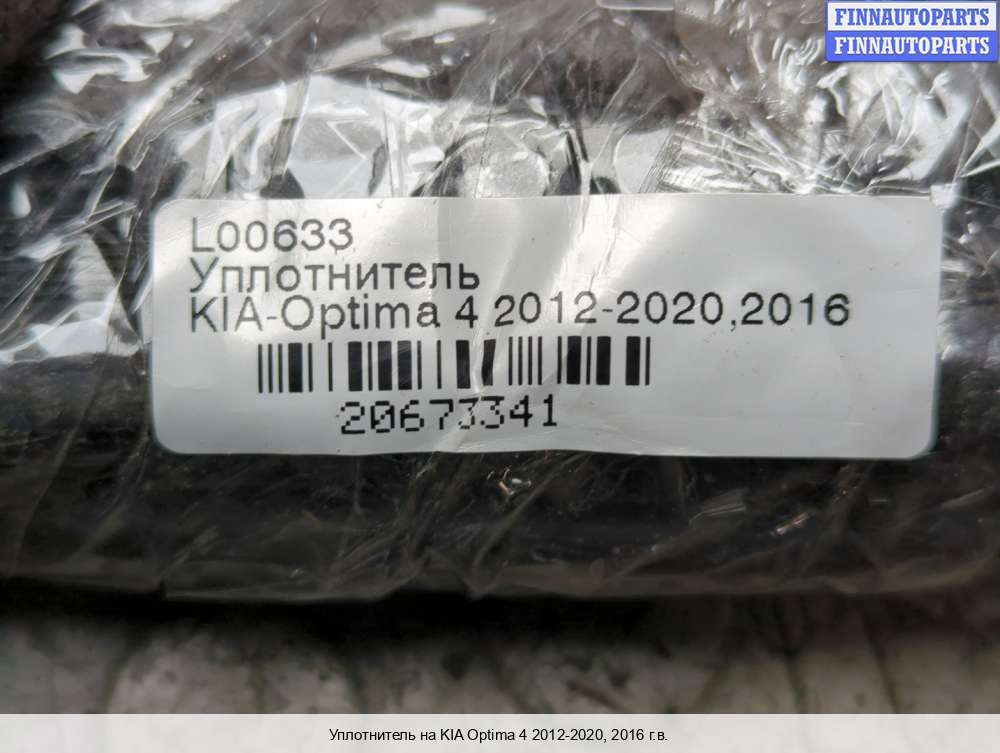 FINNAUTOPARTS
FINNAUTOPARTS
L00633
Уплотнитель
KIA-Optima 4 2012-2020,2016
20673341
Уплотнитель на KIA Optima 4 2012-2020, 2016 г.в.